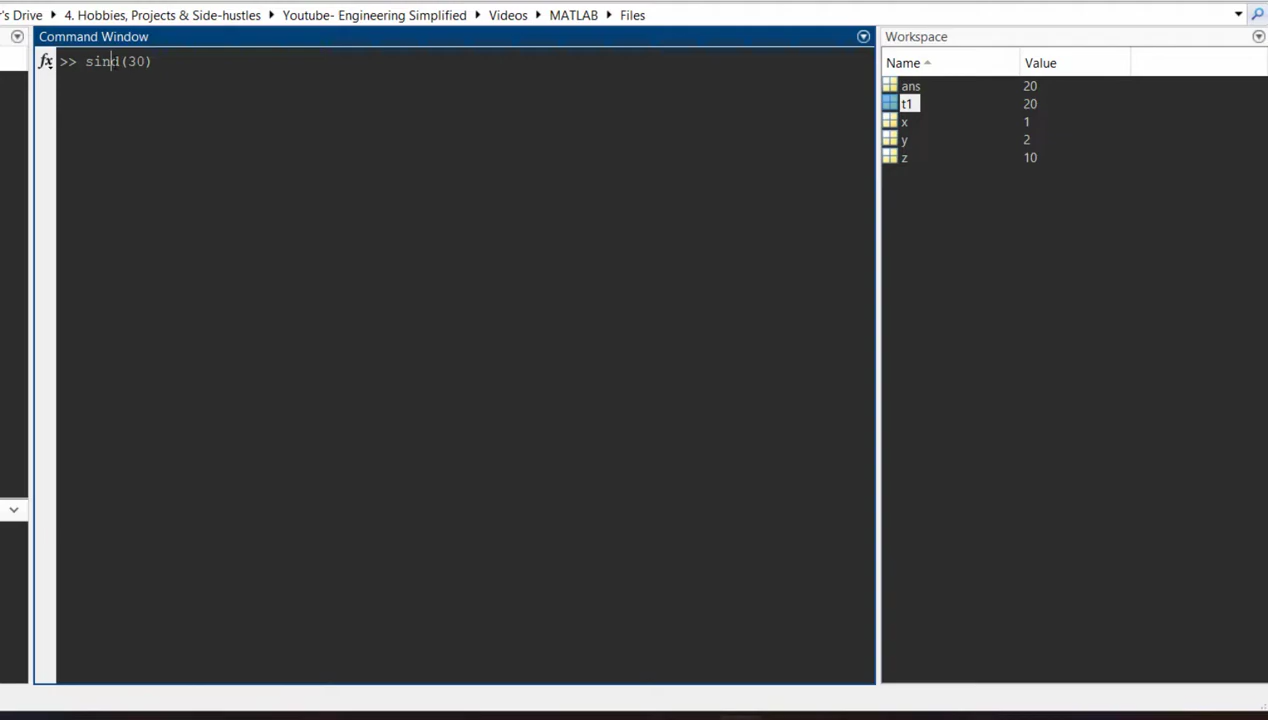 's Drive 4. Hobbies, Projects & Side-hustles Youtube- Engineering Simplified Videos MATLAB Files
Command Window
fx >> sind(30)
Workspace
Name Value
ans 20
t1 20
x 1
y 2
z 10